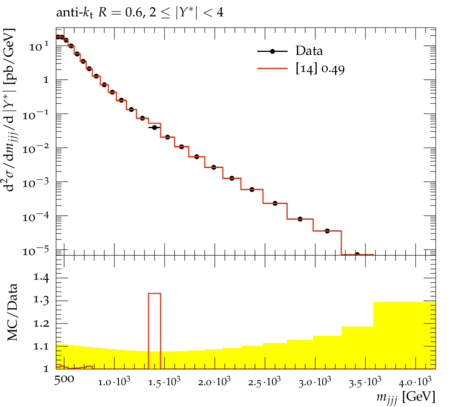 anti-kt R = 0.6, 2 ≤ |Y*| < 4
d²σ/dm_jjj/d|Y*| [pb/GeV]
10¹
1
10⁻¹
10⁻²
10⁻³
10⁻⁴
10⁻⁵
Data
[14] 0.49
MC/Data
1.4
1.3
1.2
1.1
1
500 1.0·10³ 1.5·10³ 2.0·10³ 2.5·10³ 3.0·10³ 3.5·10³ 4.0·10³
m_jjj [GeV]